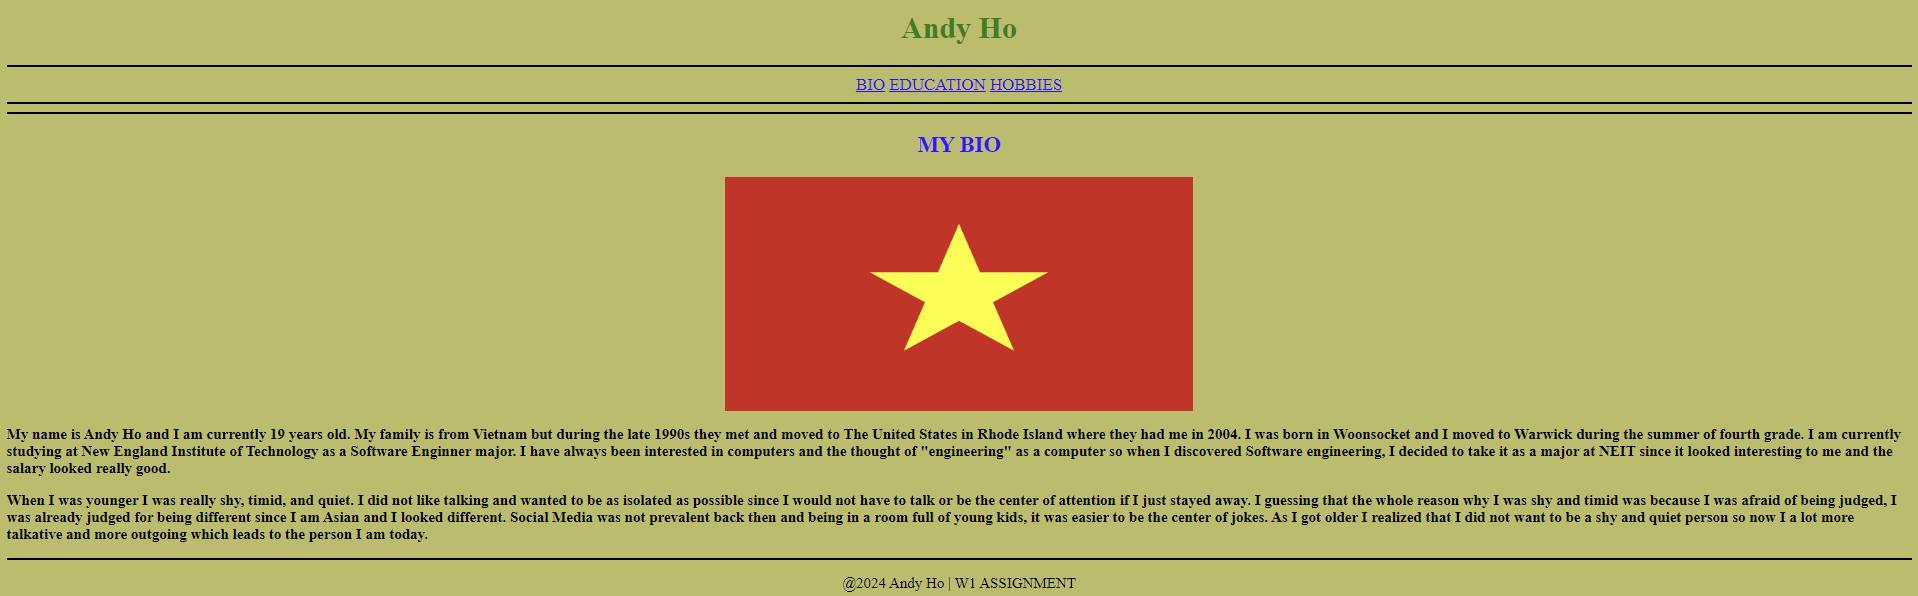 Andy Ho
BIO EDUCATION HOBBIES
MY BIO
My name is Andy Ho and I am currently 19 years old. My family is from Vietnam but during the late 1990s they met and moved to The United States in Rhode Island where they had me in 2004. I was born in Woonsocket and I moved to Warwick during the summer of fourth grade. I am currently
studying at New England Institute of Technology as a Software Enginner major. I have always been interested in computers and the thought of "engineering" as a computer so when I discovered Software engineering, I decided to take it as a major at NEIT since it looked interesting to me and the
salary looked really good.
When I was younger I was really shy, timid, and quiet. I did not like talking and wanted to be as isolated as possible since I would not have to talk or be the center of attention if I just stayed away. I guessing that the whole reason why I was shy and timid was because I was afraid of being judged, I
was already judged for being different since I am Asian and I looked different. Social Media was not prevalent back then and being in a room full of young kids, it was easier to be the center of jokes. As I got older I realized that I did not want to be a shy and quiet person so now I a lot more
talkative and more outgoing which leads to the person I am today.
@2024 Andy Ho | W1 ASSIGNMENT